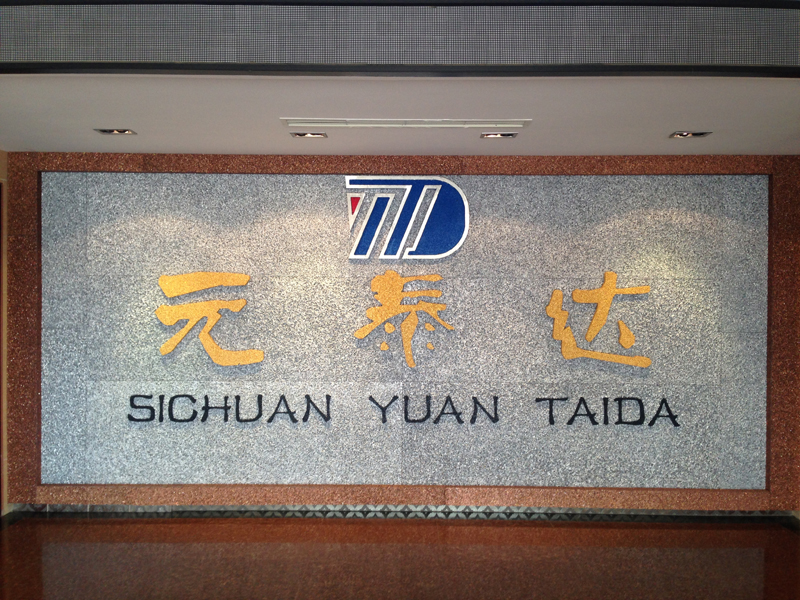 元泰达
SICHUAN YUAN TAIDA